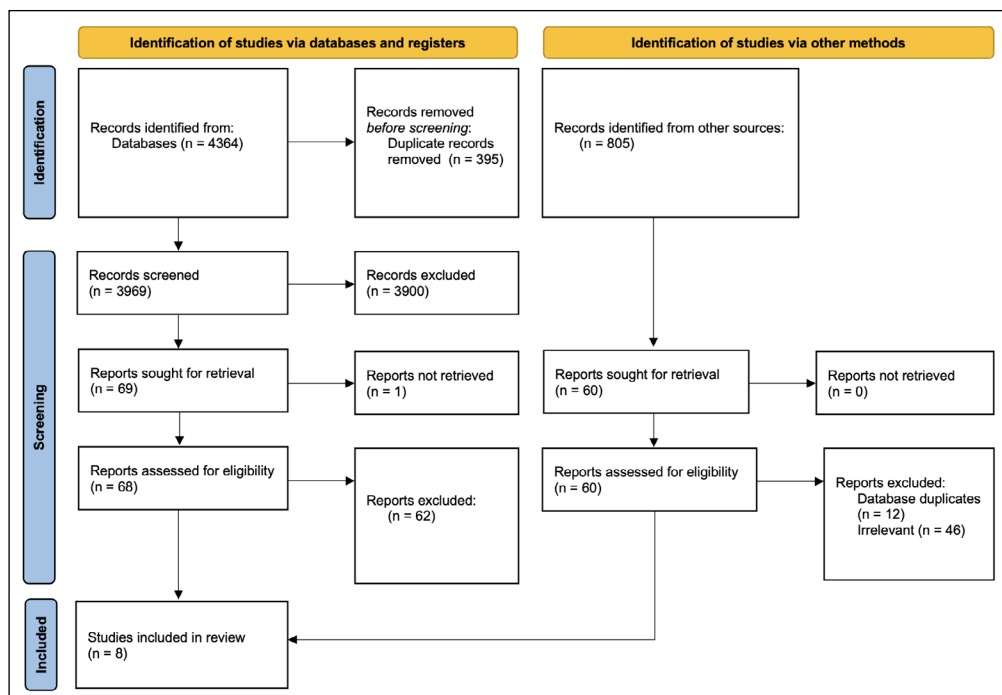 Identification of studies via databases and registers
Identification of studies via other methods
Identification
Records identified from:
Databases (n = 4364)
Records removed
before screening:
Duplicate records
removed (n = 395)
Records identified from other sources:
(n = 805)
Screening
Records screened
(n = 3969)
Records excluded
(n = 3900)
Reports sought for retrieval
(n = 69)
Reports not retrieved
(n = 1)
Reports sought for retrieval
(n = 60)
Reports not retrieved
(n = 0)
Reports assessed for eligibility
(n = 68)
Reports excluded:
(n = 62)
Reports assessed for eligibility
(n = 60)
Reports excluded:
Database duplicates
(n = 12)
Irrelevant (n = 46)
Included
Studies included in review
(n = 8)